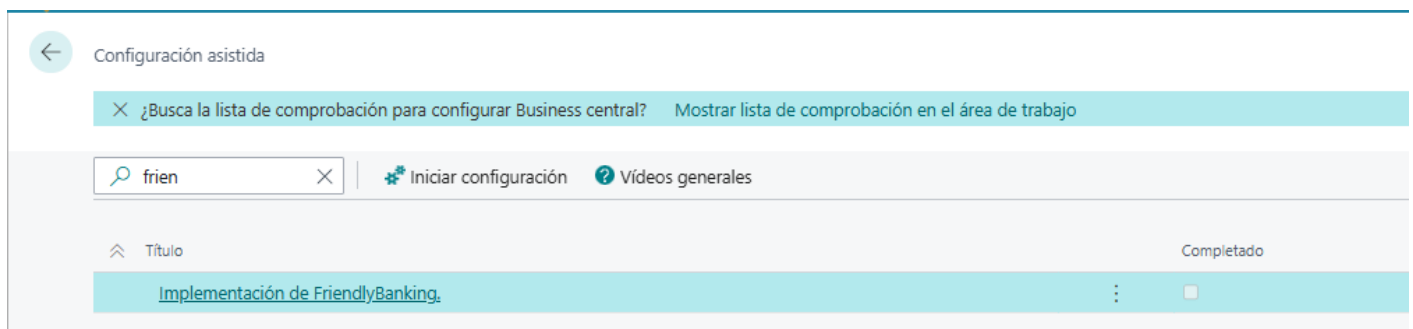 Configuración asistida
¿Busca la lista de comprobación para configurar Business central? Mostrar lista de comprobación en el área de trabajo
frien Iniciar configuración Vídeos generales
Título Completado
Implementación de FriendlyBanking.